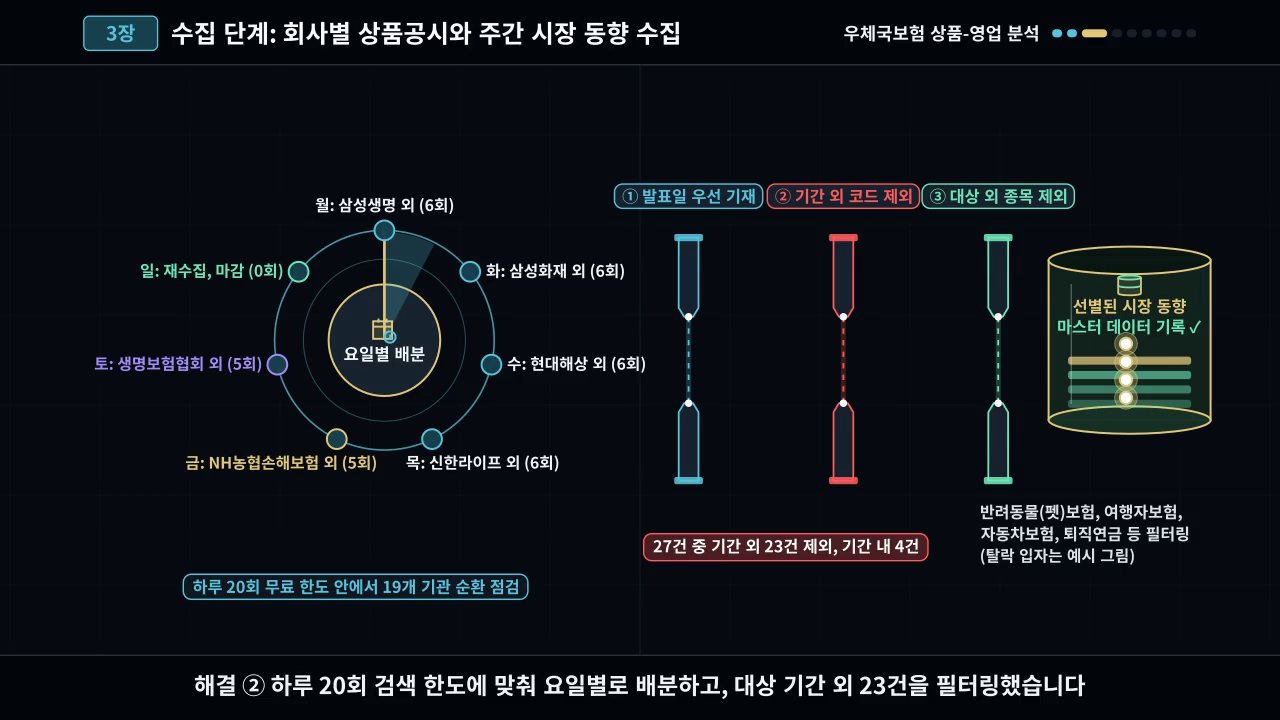 3장
수집 단계: 회사별 상품공시와 주간 시장 동향 수집
우체국보험 상품-영업 분석
월: 삼성생명 외 (6회)
일: 재수집, 마감 (0회)
화: 삼성화재 외 (6회)
요일별 배분
토: 생명보험협회 외 (5회)
수: 현대해상 외 (6회)
금: NH농협손해보험 외 (5회)
목: 신한라이프 외 (6회)
하루 20회 무료 한도 안에서 19개 기관 순환 점검
① 발표일 우선 기재
② 기간 외 코드 제외
③ 대상 외 종목 제외
선별된 시장 동향
마스터 데이터 기록 ✓
27건 중 기간 외 23건 제외, 기간 내 4건
반려동물(펫)보험, 여행자보험,
자동차보험, 퇴직연금 등 필터링
(탈락 입자는 예시 그림)
해결 ② 하루 20회 검색 한도에 맞춰 요일별로 배분하고, 대상 기간 외 23건을 필터링했습니다